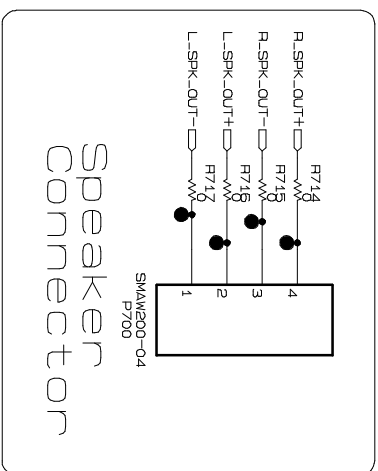 L_SPK_OUT-
L_SPK_OUT+
R_SPK_OUT-
R_SPK_OUT+
R717
0
R716
0
R715
0
R714
0
1
2
3
4
SMAW200-04
P700
Speaker
Connector